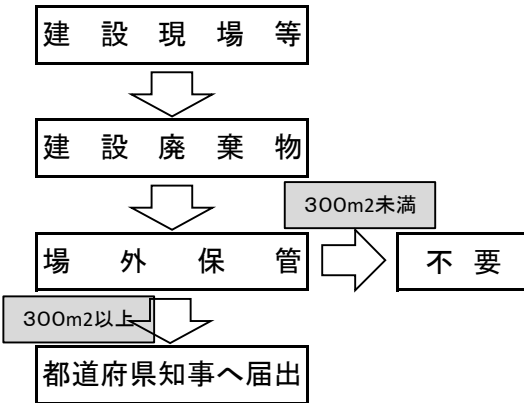 建設現場等
建設廃棄物
300m2未満
場外保管
不要
300m2以上
都道府県知事へ届出